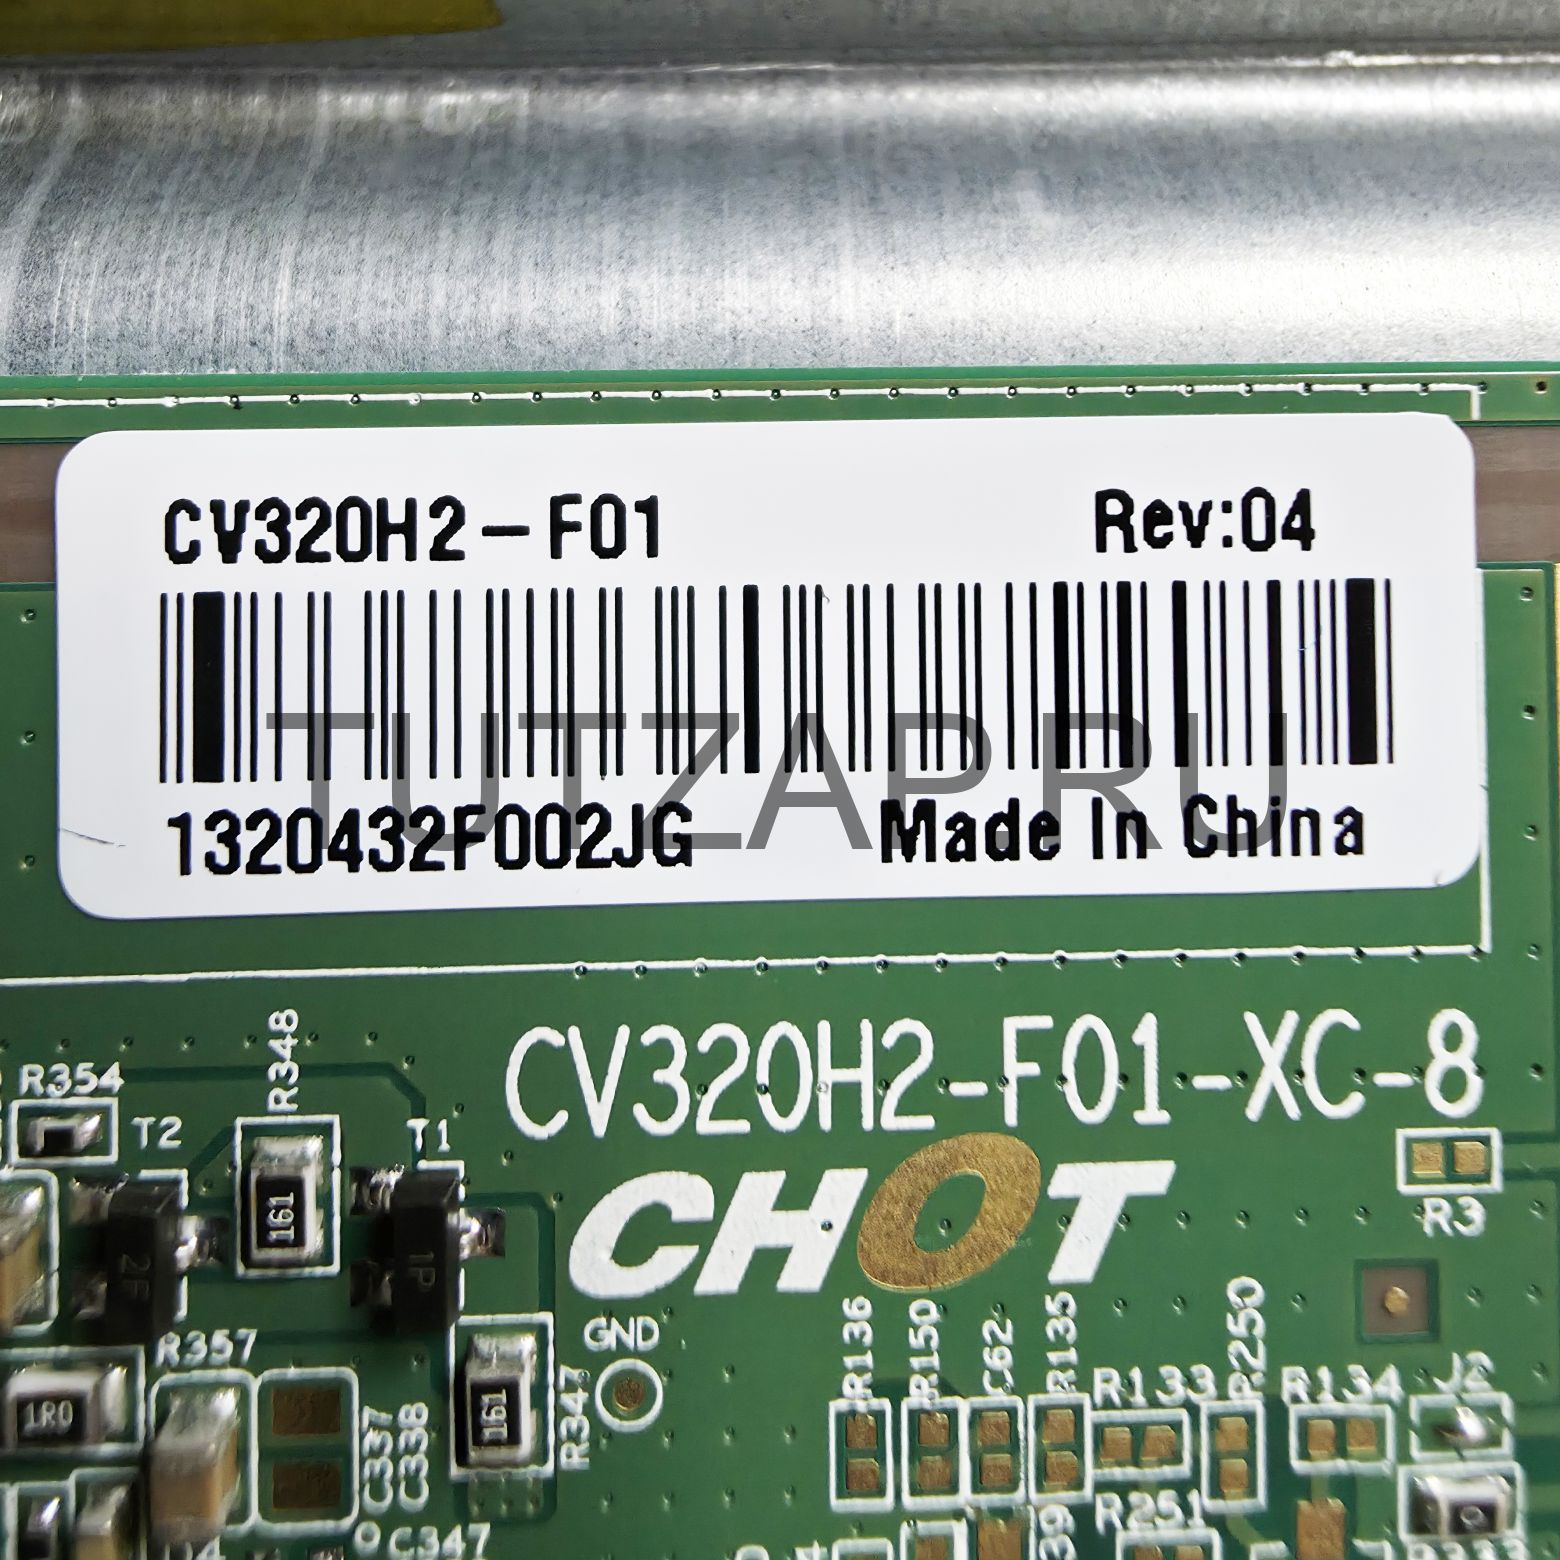 CV320H2-F01 Rev:04
TUTZAP.RU
1320432F002JG Made In China
CV320H2-F01-XC-8
CHOT
R354
T2
R348
T1
R3
161
2F
1P
R357
GND
R136
R150
C62
R135
R133
R250
R134
J2
1R0
C337
C338
161
R347
R251
C347
0